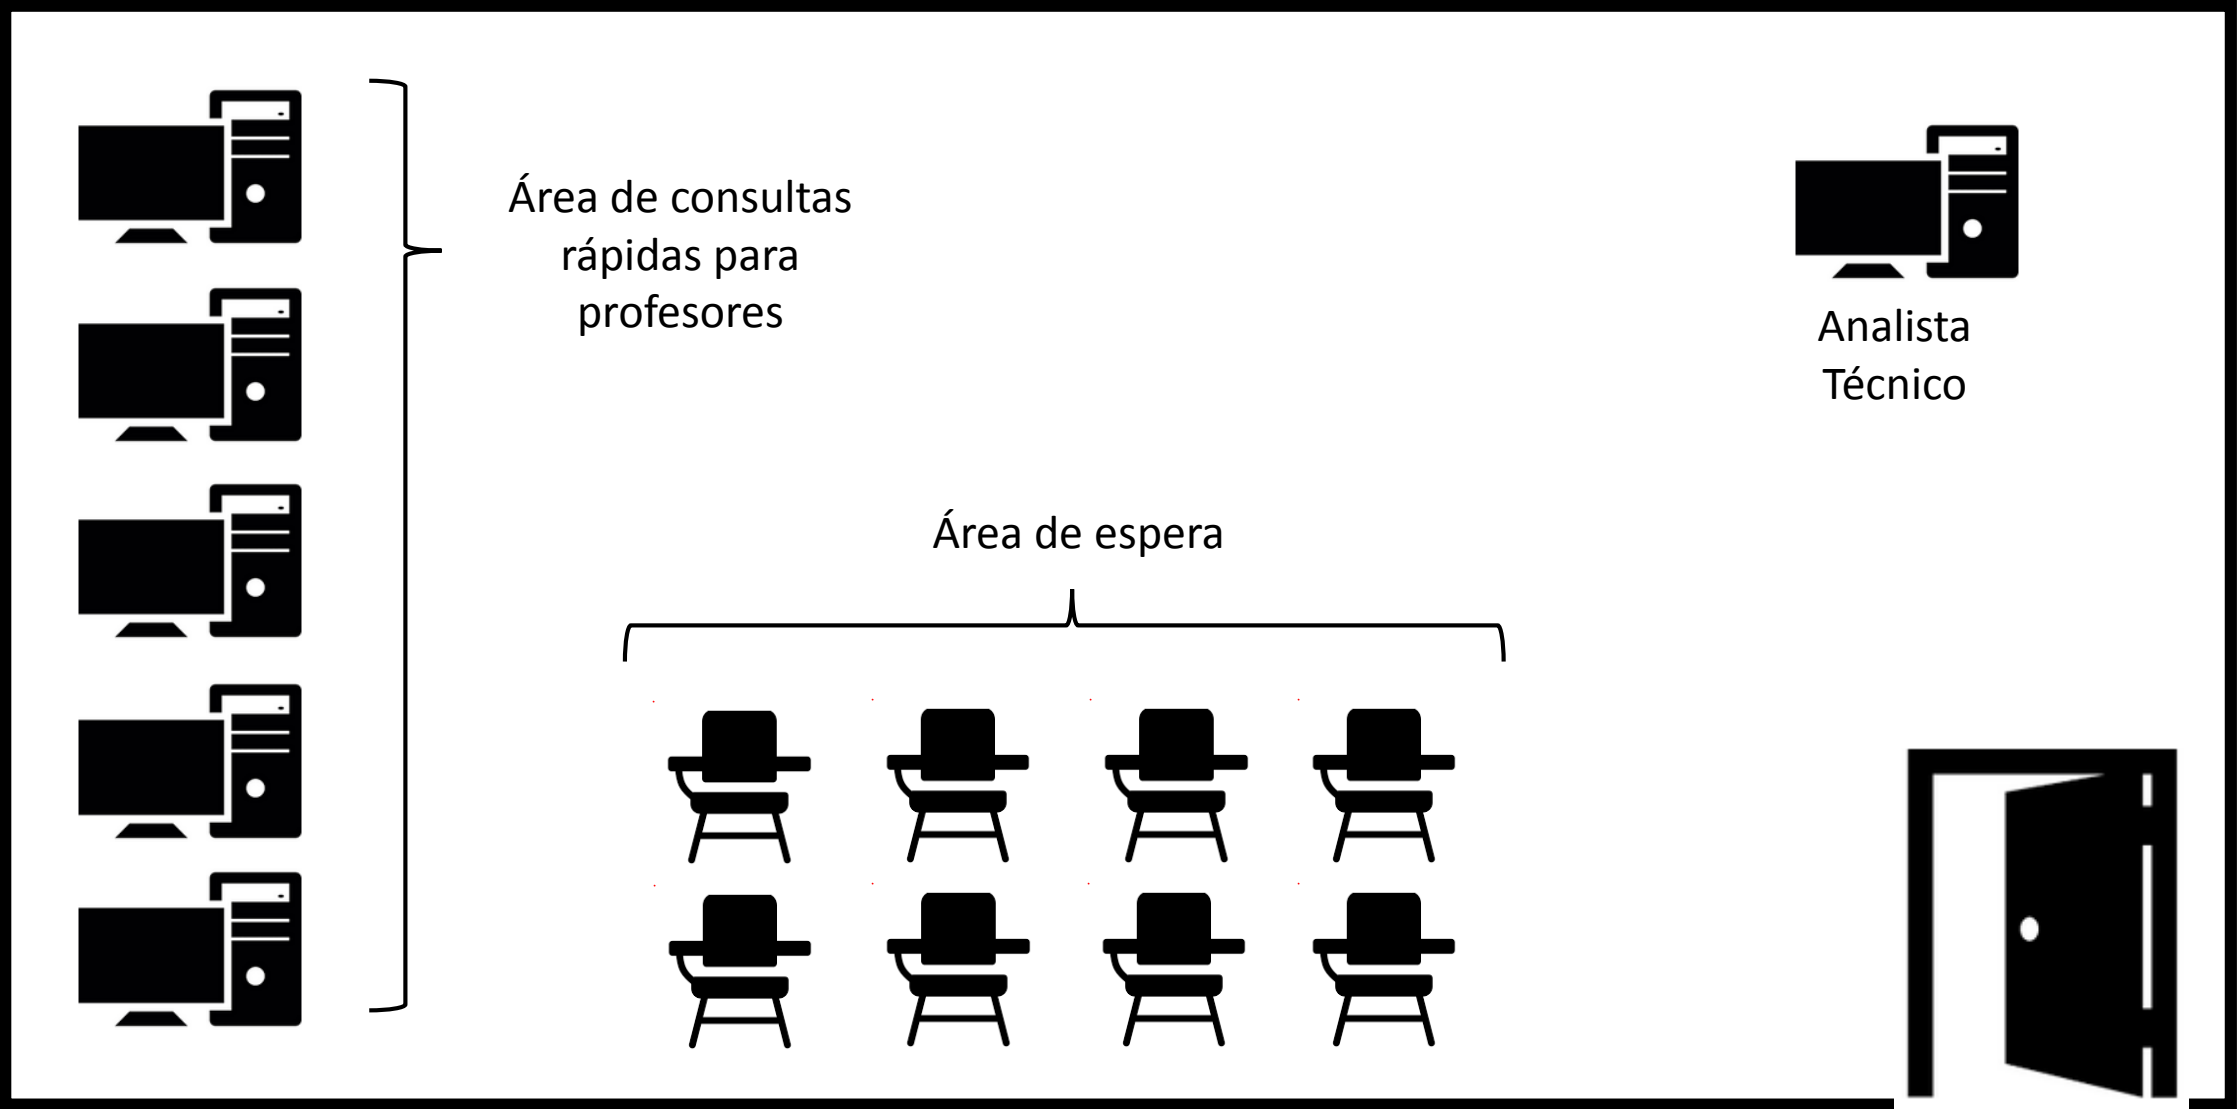 Área de consultas
rápidas para
profesores
Analista
Técnico
Área de espera